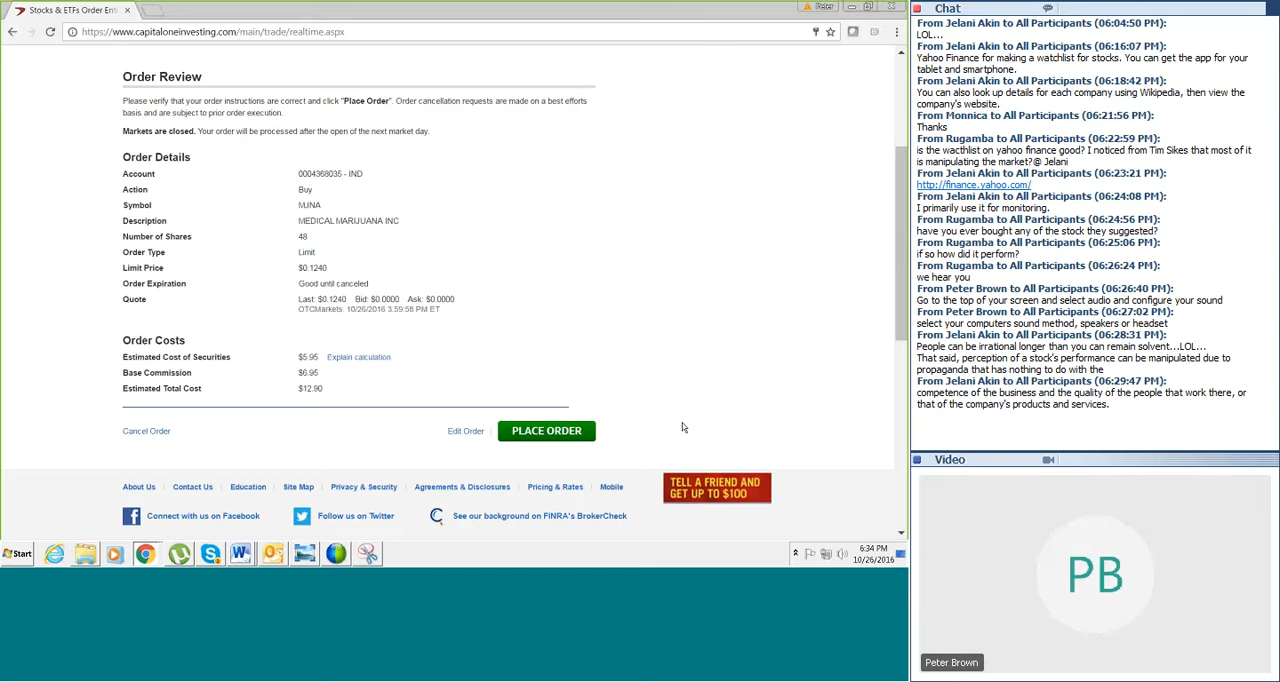 Stocks & ETFs Order Ent
Peter
https://www.capitaloneinvesting.com/main/trade/realtime.aspx
Order Review
Please verify that your order instructions are correct and click "Place Order". Order cancellation requests are made on a best efforts
basis and are subject to prior order execution.
Markets are closed. Your order will be processed after the open of the next market day.
Order Details
Account 0004368035 - IND
Action Buy
Symbol MJNA
Description MEDICAL MARIJUANA INC
Number of Shares 48
Order Type Limit
Limit Price $0.1240
Order Expiration Good until canceled
Quote Last: $0.1240 Bid: $0.0000 Ask: $0.0000
OTCMarkets: 10/26/2016 3:59:58 PM ET
Order Costs
Estimated Cost of Securities $5.95 Explain calculation
Base Commission $6.95
Estimated Total Cost $12.90
Cancel Order Edit Order PLACE ORDER
About Us Contact Us Education Site Map Privacy & Security Agreements & Disclosures Pricing & Rates Mobile
TELL A FRIEND AND
GET UP TO $100
Connect with us on Facebook Follow us on Twitter See our background on FINRA's BrokerCheck
Start
6:34 PM
10/26/2016
Chat
From Jelani Akin to All Participants (06:04:50 PM):
LOL...
From Jelani Akin to All Participants (06:16:07 PM):
Yahoo Finance for making a watchlist for stocks. You can get the app for your
tablet and smartphone.
From Jelani Akin to All Participants (06:18:42 PM):
You can also look up details for each company using Wikipedia, then view the
company's website.
From Monnica to All Participants (06:21:56 PM):
Thanks
From Rugamba to All Participants (06:22:59 PM):
is the wacthlist on yahoo finance good? I noticed from Tim Sikes that most of it
is manipulating the market?@ Jelani
From Jelani Akin to All Participants (06:23:21 PM):
http://finance.yahoo.com/
From Jelani Akin to All Participants (06:24:08 PM):
I primarily use it for monitoring.
From Rugamba to All Participants (06:24:56 PM):
have you ever bought any of the stock they suggested?
From Rugamba to All Participants (06:25:06 PM):
if so how did it perform?
From Rugamba to All Participants (06:26:24 PM):
we hear you
From Peter Brown to All Participants (06:26:40 PM):
Go to the top of your screen and select audio and configure your sound
From Peter Brown to All Participants (06:27:02 PM):
select your computers sound method, speakers or headset
From Jelani Akin to All Participants (06:28:31 PM):
People can be irrational longer than you can remain solvent...LOL...
That said, perception of a stock's performance can be manipulated due to
propaganda that has nothing to do with the
From Jelani Akin to All Participants (06:29:47 PM):
competence of the business and the quality of the people that work there, or
that of the company's products and services.
Video
PB
Peter Brown